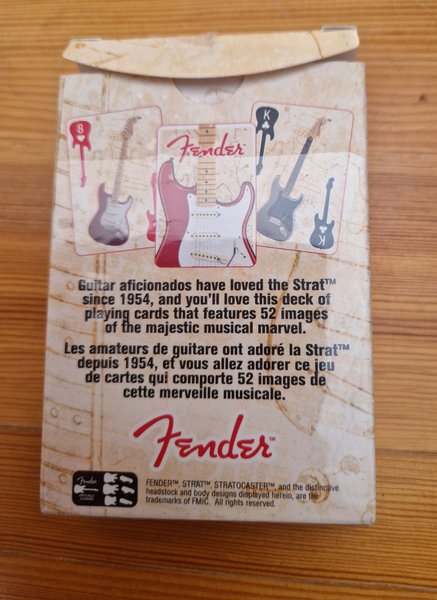 8
K
Fender
K
Guitar aficionados have loved the Strat™
since 1954, and you'll love this deck of
playing cards that features 52 images
of the majestic musical marvel.
Les amateurs de guitare ont adoré la Strat™
depuis 1954, et vous allez adorer ce jeu
de cartes qui comporte 52 images de
cette merveille musicale.
Fender™
Fender
FENDER™, STRAT™, STRATOCASTER™ and the distinctive
headstock and body designs displayed herein, are the
trademarks of FMIC. All rights reserved.